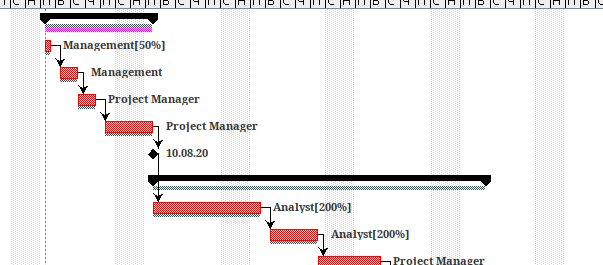 Management[50%]
Management
Project Manager
Project Manager
10.08.20
Analyst[200%]
Analyst[200%]
Project Manager